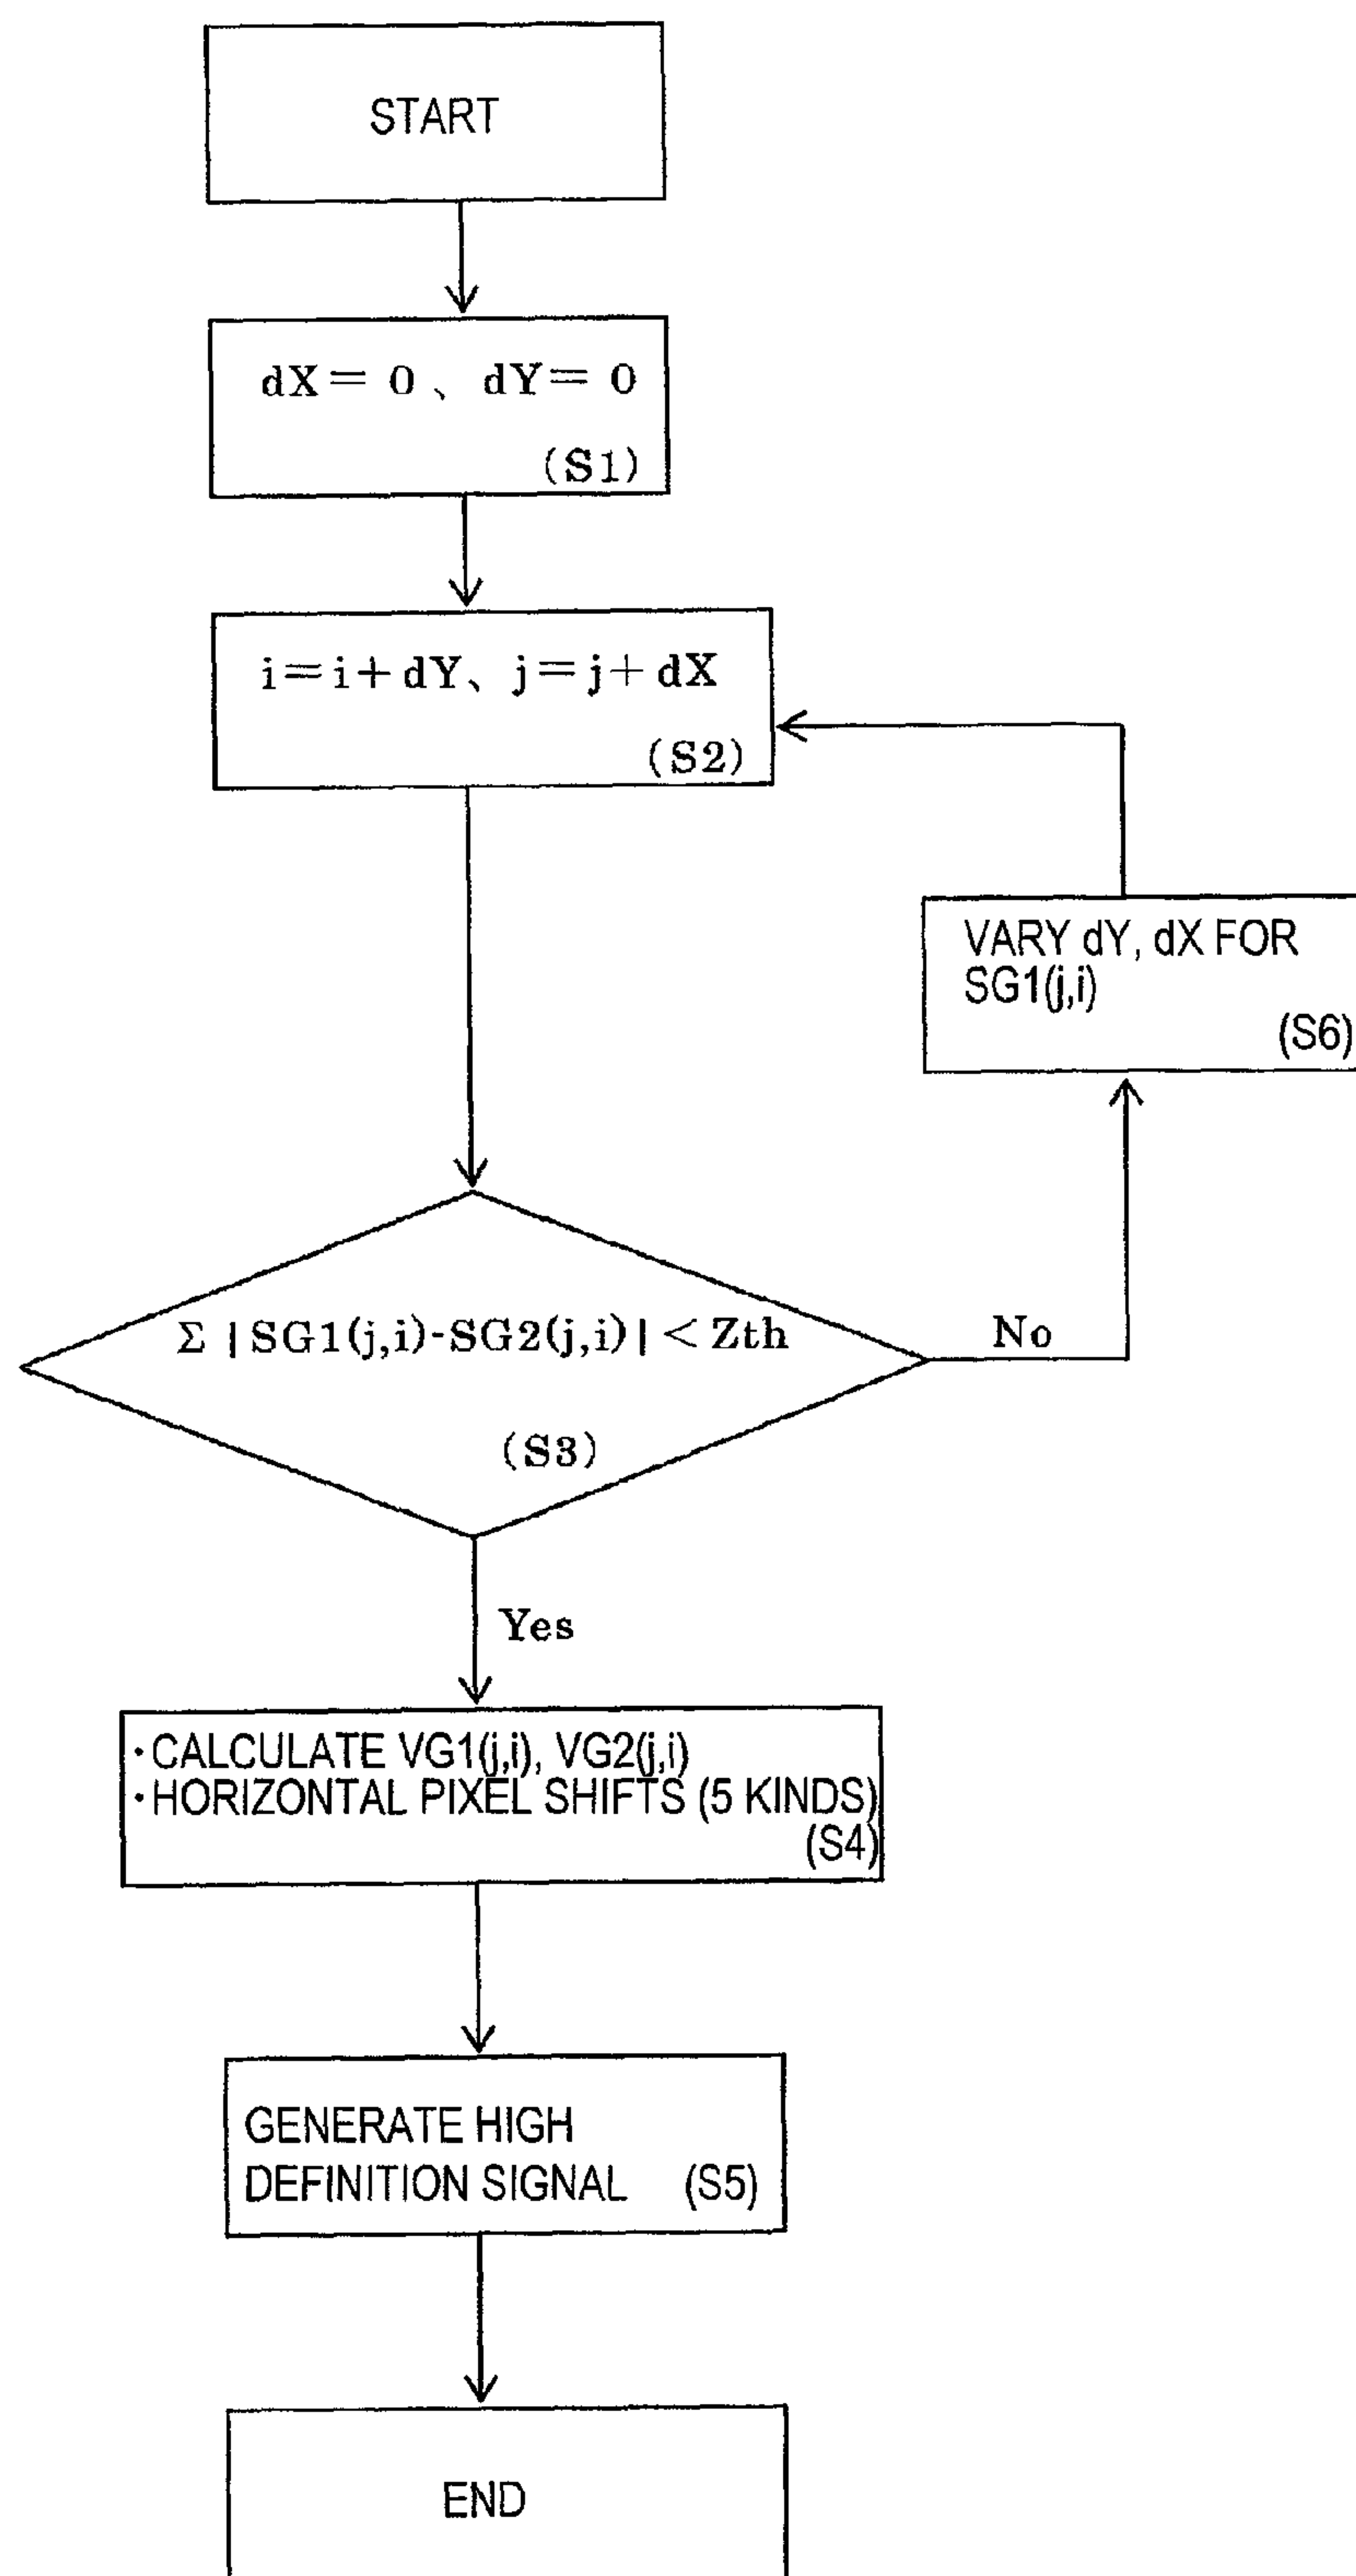 START
dX=0、dY=0
(S1)
i=i+dY、j=j+dX
(S2)
VARY dY, dX FOR
SG1(j,i)
(S6)
Σ|SG1(j,i)-SG2(j,i)|<Zth
No
(S3)
Yes
・CALCULATE VG1(j,i), VG2(j,i)
・HORIZONTAL PIXEL SHIFTS (5 KINDS)
(S4)
GENERATE HIGH
DEFINITION SIGNAL (S5)
END